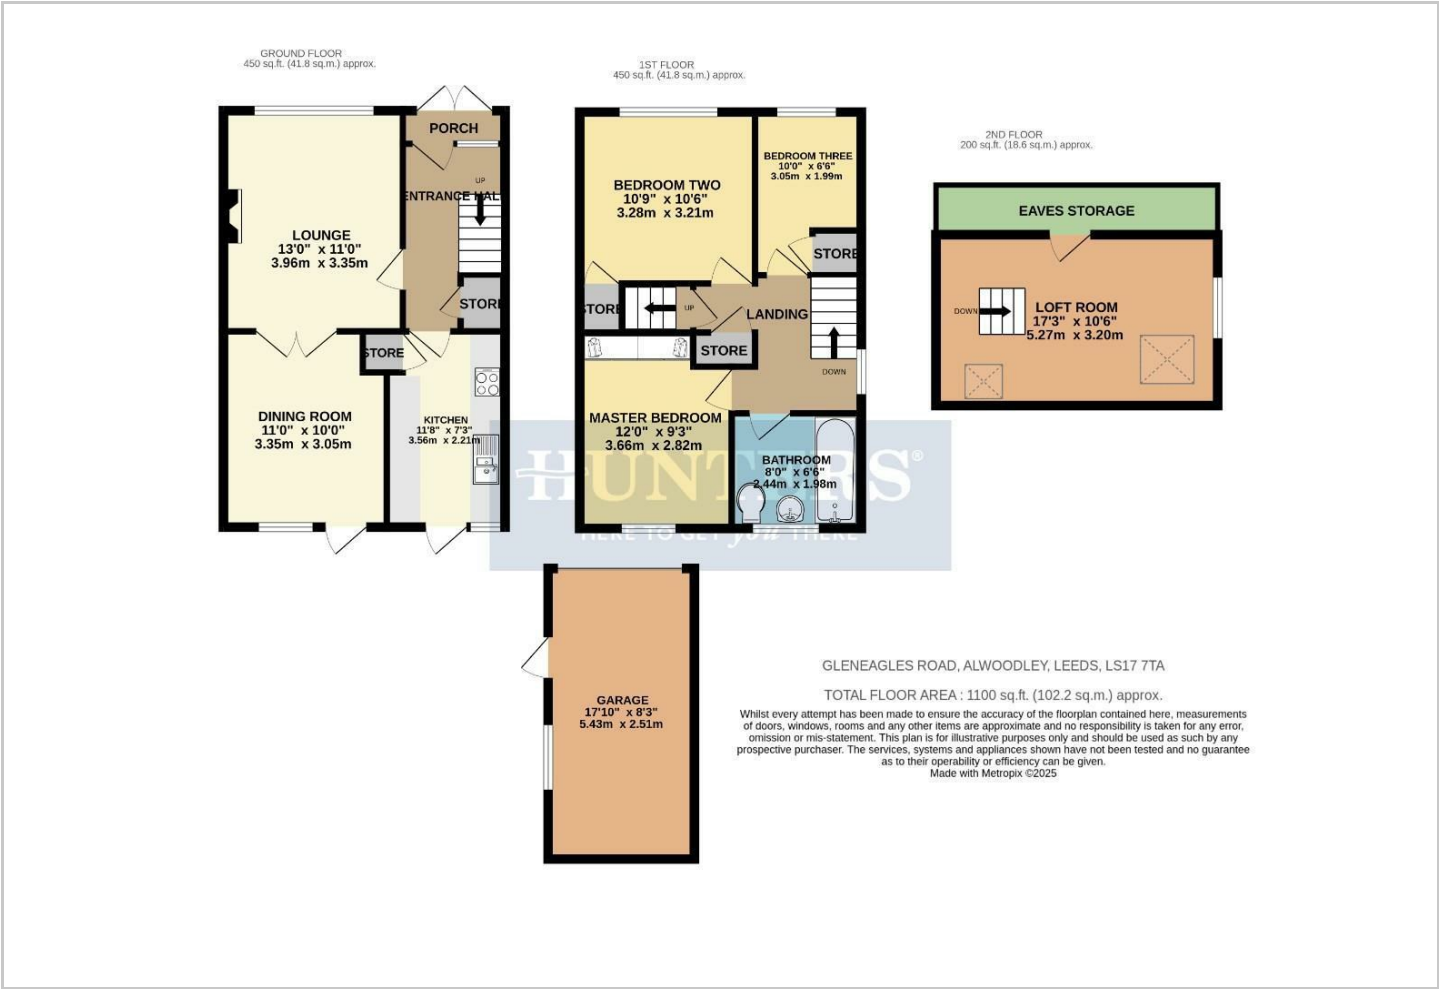 GROUND FLOOR
450 sq.ft. (41.8 sq.m.) approx.
PORCH
UP
ENTRANCE HALL
LOUNGE
13'0" x 11'0"
3.96m x 3.35m
STORE
STORE
DINING ROOM
11'0" x 10'0"
3.35m x 3.05m
KITCHEN
11'8" x 7'3"
3.56m x 2.21m
1ST FLOOR
450 sq.ft. (41.8 sq.m.) approx.
BEDROOM TWO
10'9" x 10'6"
3.28m x 3.21m
BEDROOM THREE
10'0" x 6'6"
3.05m x 1.99m
STORE
STORE
UP
LANDING
STORE
DOWN
MASTER BEDROOM
12'0" x 9'3"
3.66m x 2.82m
BATHROOM
8'0" x 6'6"
2.44m x 1.98m
2ND FLOOR
200 sq.ft. (18.6 sq.m.) approx.
EAVES STORAGE
DOWN
LOFT ROOM
17'3" x 10'6"
5.27m x 3.20m
HUNTERS®
HERE TO GET you THERE
GARAGE
17'10" x 8'3"
5.43m x 2.51m
GLENEAGLES ROAD, ALWOODLEY, LEEDS, LS17 7TA
TOTAL FLOOR AREA : 1100 sq.ft. (102.2 sq.m.) approx.
Whilst every attempt has been made to ensure the accuracy of the floorplan contained here, measurements
of doors, windows, rooms and any other items are approximate and no responsibility is taken for any error,
omission or mis-statement. This plan is for illustrative purposes only and should be used as such by any
prospective purchaser. The services, systems and appliances shown have not been tested and no guarantee
as to their operability or efficiency can be given.
Made with Metropix ©2025